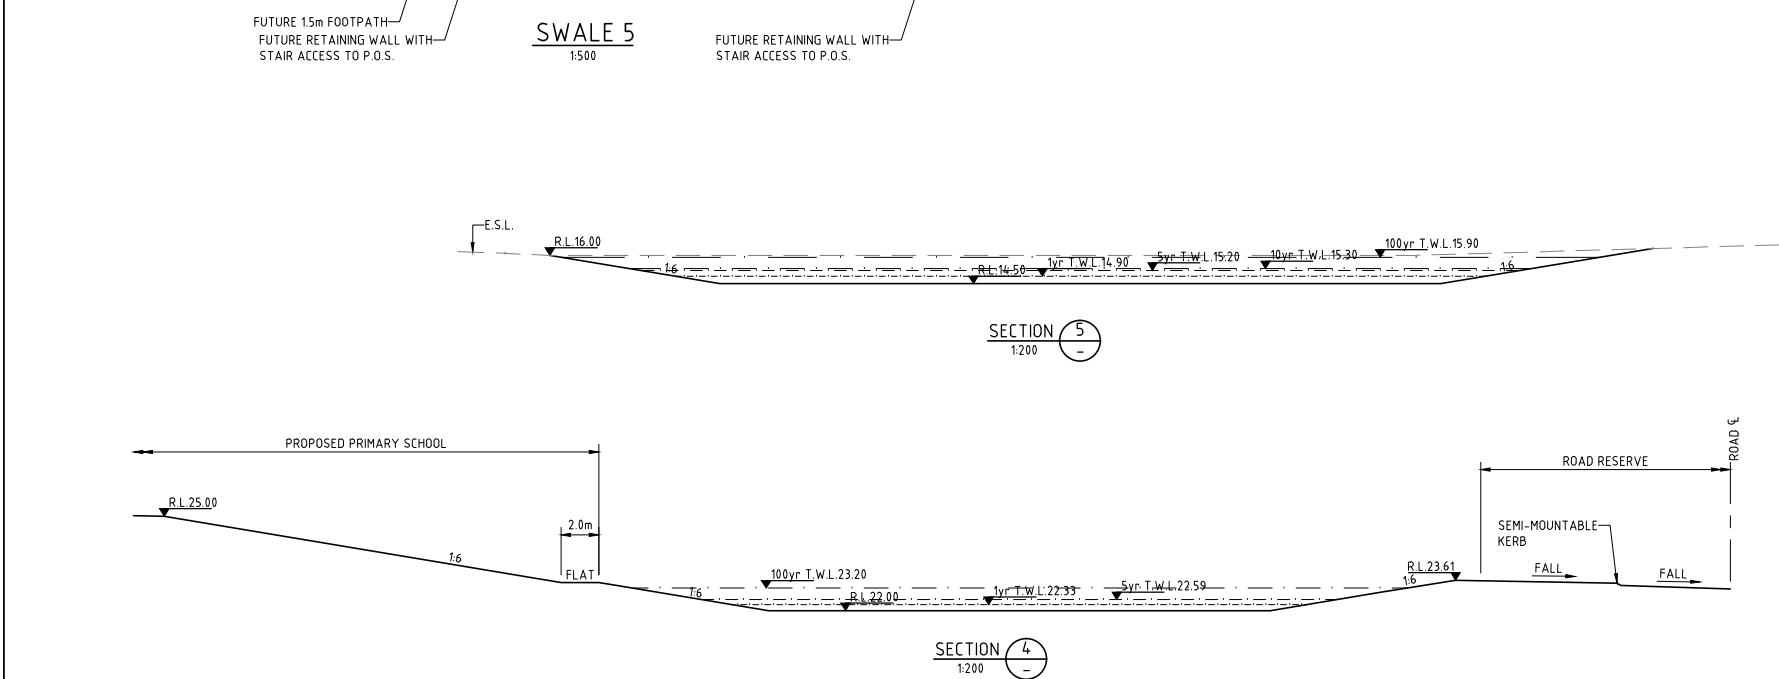 FUTURE 1.5m FOOTPATH
FUTURE RETAINING WALL WITH
STAIR ACCESS TO P.O.S.
SWALE 5
1:500
FUTURE RETAINING WALL WITH
STAIR ACCESS TO P.O.S.
E.S.L.
R.L.16.00
1:6
R.L.14.50
1yr T.W.L.14.90
5yr T.W.L.15.20
10yr T.W.L.15.30
100yr T.W.L.15.90
1:6
SECTION 5
1:200 -
PROPOSED PRIMARY SCHOOL
ROAD RESERVE
ROAD ℄
R.L.25.00
1:6
2.0m
FLAT
1:6
100yr T.W.L.23.20
R.L.22.00
1yr T.W.L.22.33
5yr T.W.L.22.59
R.L.23.61
1:6
SEMI-MOUNTABLE
KERB
FALL
FALL
SECTION 4
1:200 -